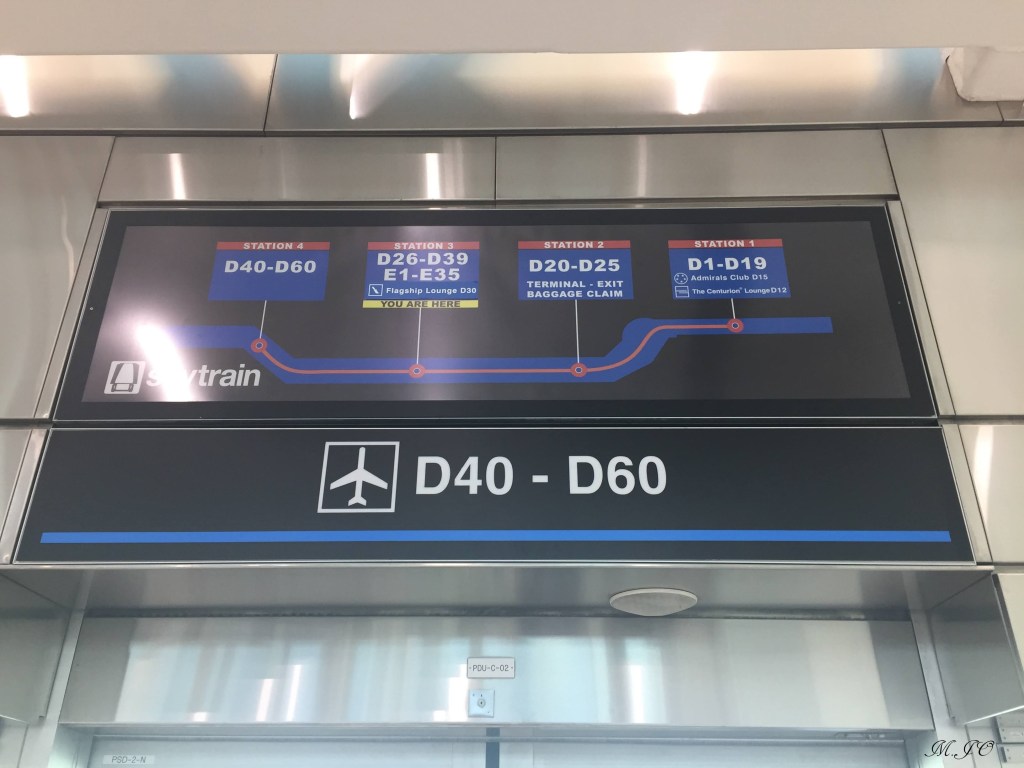 STATION 4
D40-D60
STATION 3
D26-D39
E1-E35
Flagship Lounge D30
YOU ARE HERE
STATION 2
D20-D25
TERMINAL - EXIT
BAGGAGE CLAIM
STATION 1
D1-D19
Admirals Club D15
The Centurion® Lounge D12
skytrain
D40 - D60
PDU-C-02
PSD-2-N
M.JO